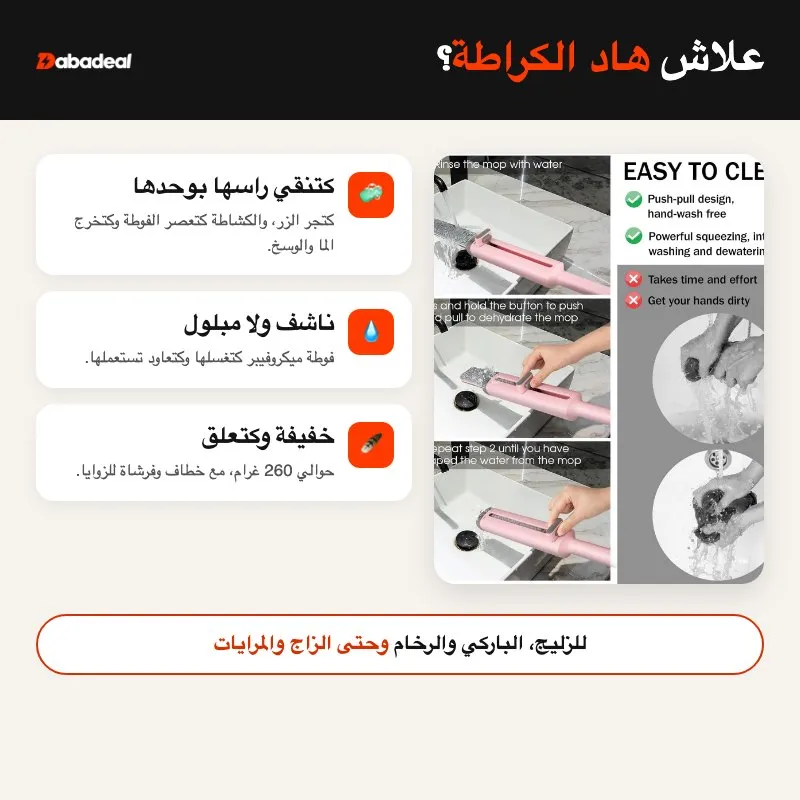 علاش هاد الكراطة؟
Dabadeal
كتنقي راسها بوحدها
كتجر الزر، والكشاطة كتعصر الفوطة وكتخرج
الما والوسخ.
ناشف ولا مبلول
فوطة ميكروفيبر كتغسلها وكتعاود تستعملها.
خفيفة وكتعلق
حوالي 260 غرام، مع خطاف وفرشاة للزوايا.
Rinse the mop with water
s and hold the button to push
d pull to dehydrate the mop
epeat step 2 until you have
ped the water from the mop
EASY TO CLE
Push-pull design,
hand-wash free
Powerful squeezing, int
washing and dewaterin
Takes time and effort
Get your hands dirty
للزليج، الباركي والرخام وحتى الزاج والمرايات